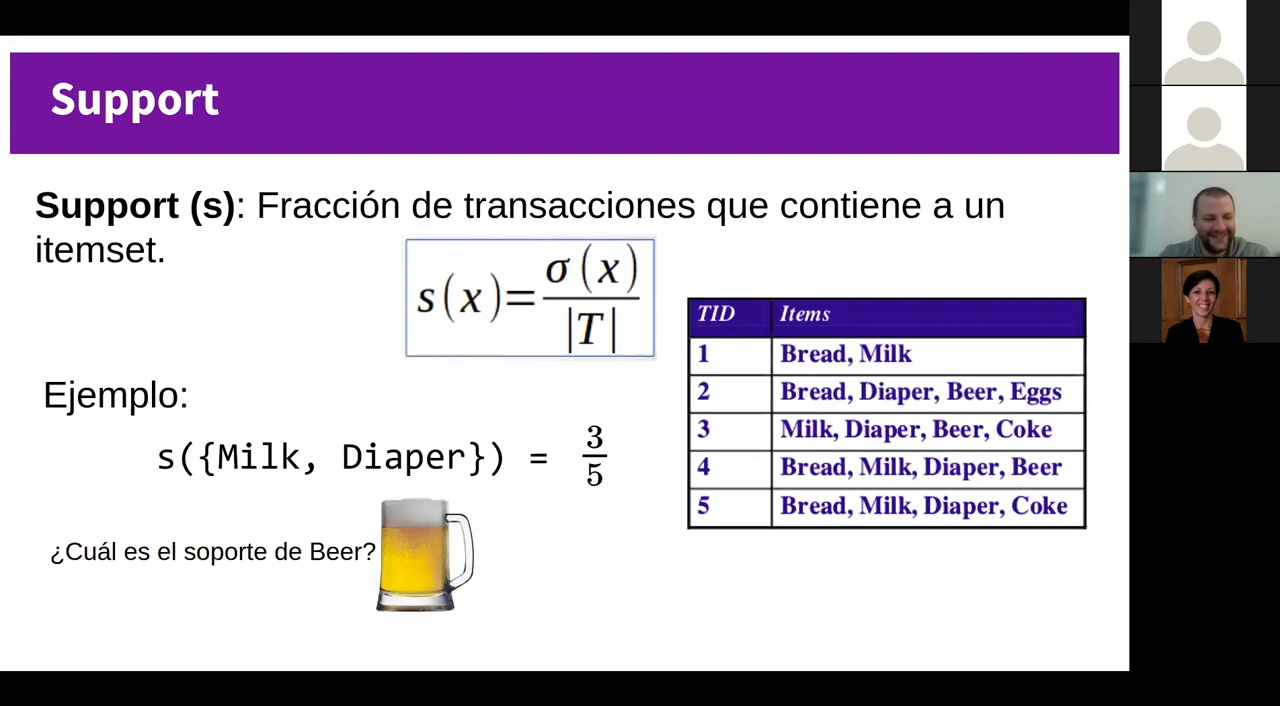 Support
Support (s): Fracción de transacciones que contiene a un
itemset.
s(x)=σ(x)/|T|
TID Items
1 Bread, Milk
2 Bread, Diaper, Beer, Eggs
3 Milk, Diaper, Beer, Coke
4 Bread, Milk, Diaper, Beer
5 Bread, Milk, Diaper, Coke
Ejemplo:
s({Milk, Diaper}) = 3/5
¿Cuál es el soporte de Beer?